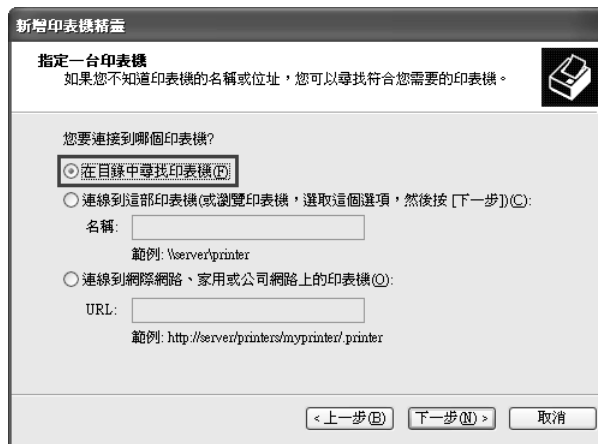 新增印表機精靈
指定一台印表機
如果您不知道印表機的名稱或位址，您可以尋找符合您需要的印表機。
您要連接到哪個印表機?
在目錄中尋找印表機(F)
連線到這部印表機(或瀏覽印表機，選取這個選項，然後按 [下一步])(C):
名稱:
範例: \\server\printer
連線到網際網路、家用或公司網路上的印表機(O):
URL:
範例: http://server/printers/myprinter/.printer
<上一步(B) 下一步(N)> 取消